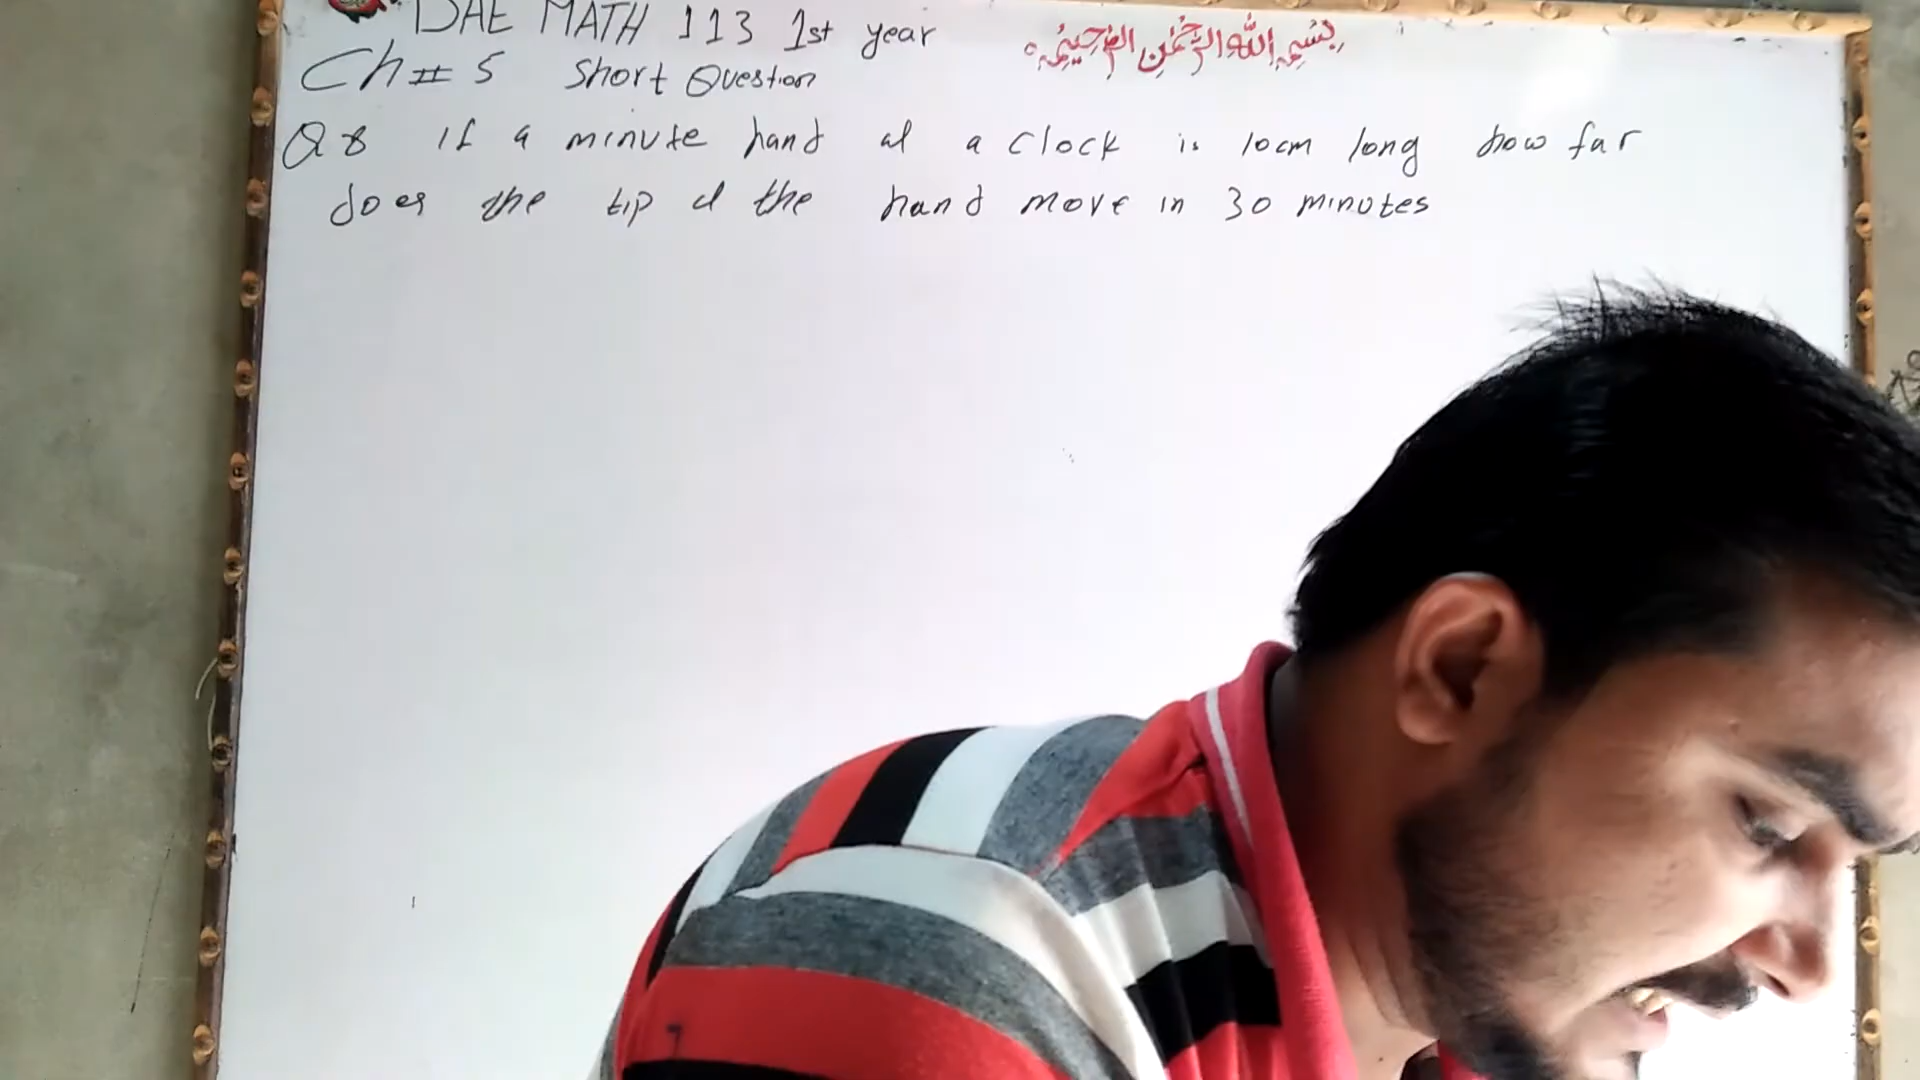 DAE MATH 113 1st year
بِسْمِ اللهِ الرَّحْمٰنِ الرَّحِيْمِ
Ch # 5 Short Question
Q8 If a minute hand of a clock is 10cm long how far
does the tip of the hand move in 30 minutes